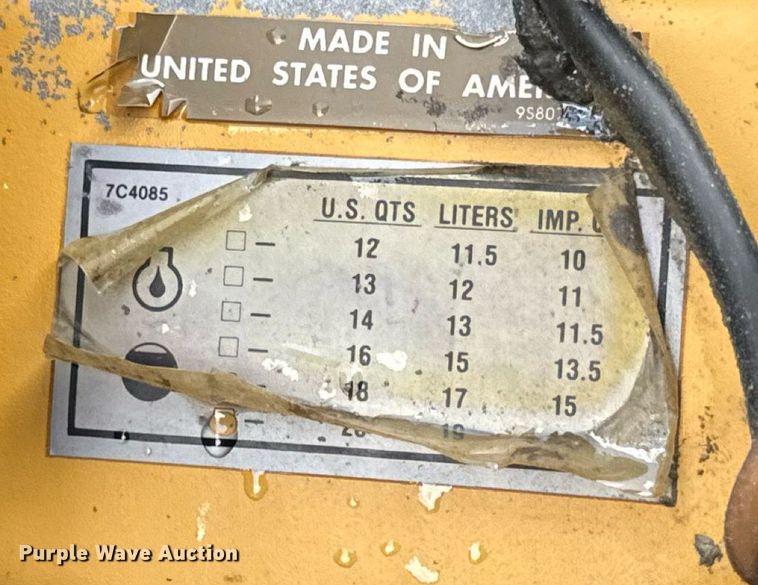 MADE IN
UNITED STATES OF
9S80
7C4085
U.S. QTS LITERS IMP.
12 11.5 10
13 12 11
14 13 11.5
16 15 13.5
18 17 15
Purple Wave Auction